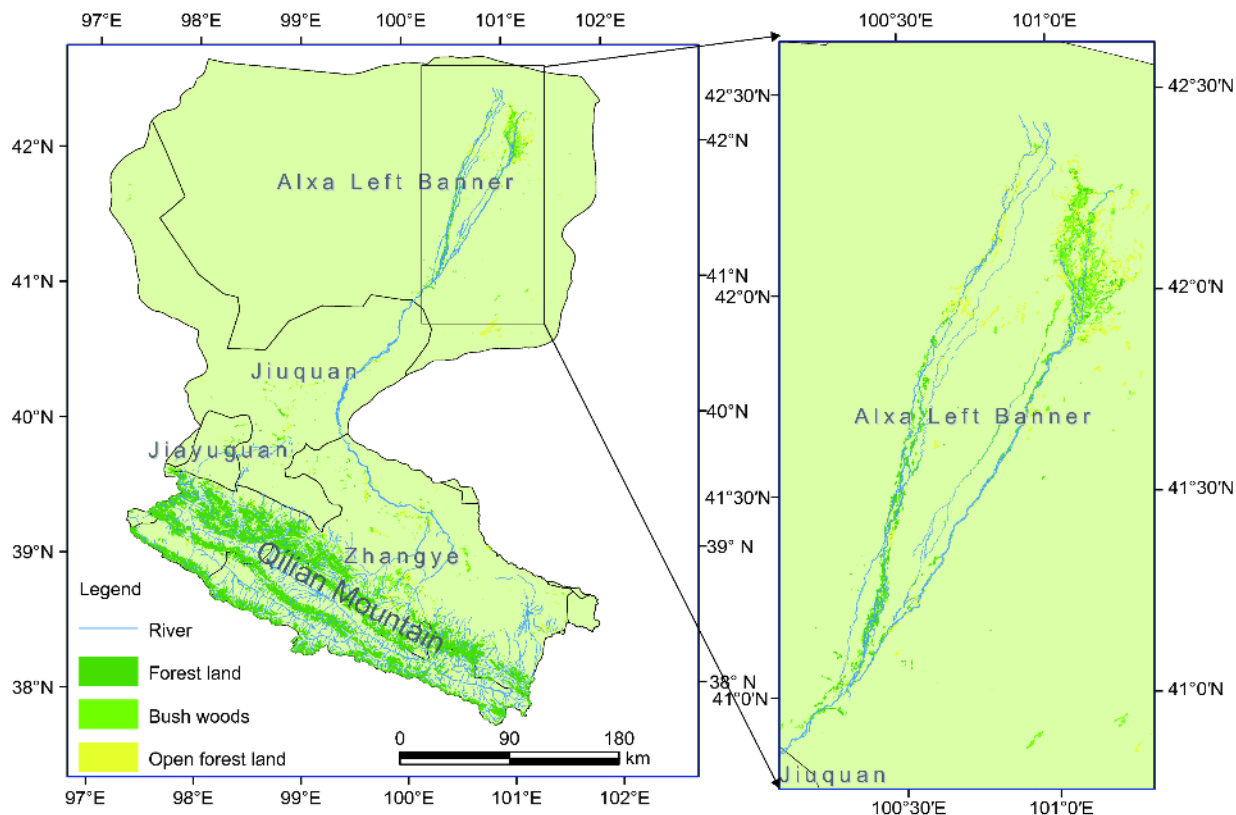 97°E 98°E 99°E 100°E 101°E 102°E
100°30'E 101°0'E
42°N
41°N
40°N
39°N
38°N
42°N
41°N
40°N
39° N
38° N
Alxa Left Banner
Jiuquan
Jiayuguan
Zhangye
Qilian Mountain
Legend
River
Forest land
Bush woods
Open forest land
0 90 180
km
97°E 98°E 99°E 100°E 101°E 102°E
42°30'N
42°0'N
41°30'N
41°0'N
42°30'N
42°0'N
41°30'N
41°0'N
Alxa Left Banner
Jiuquan
100°30'E 101°0'E